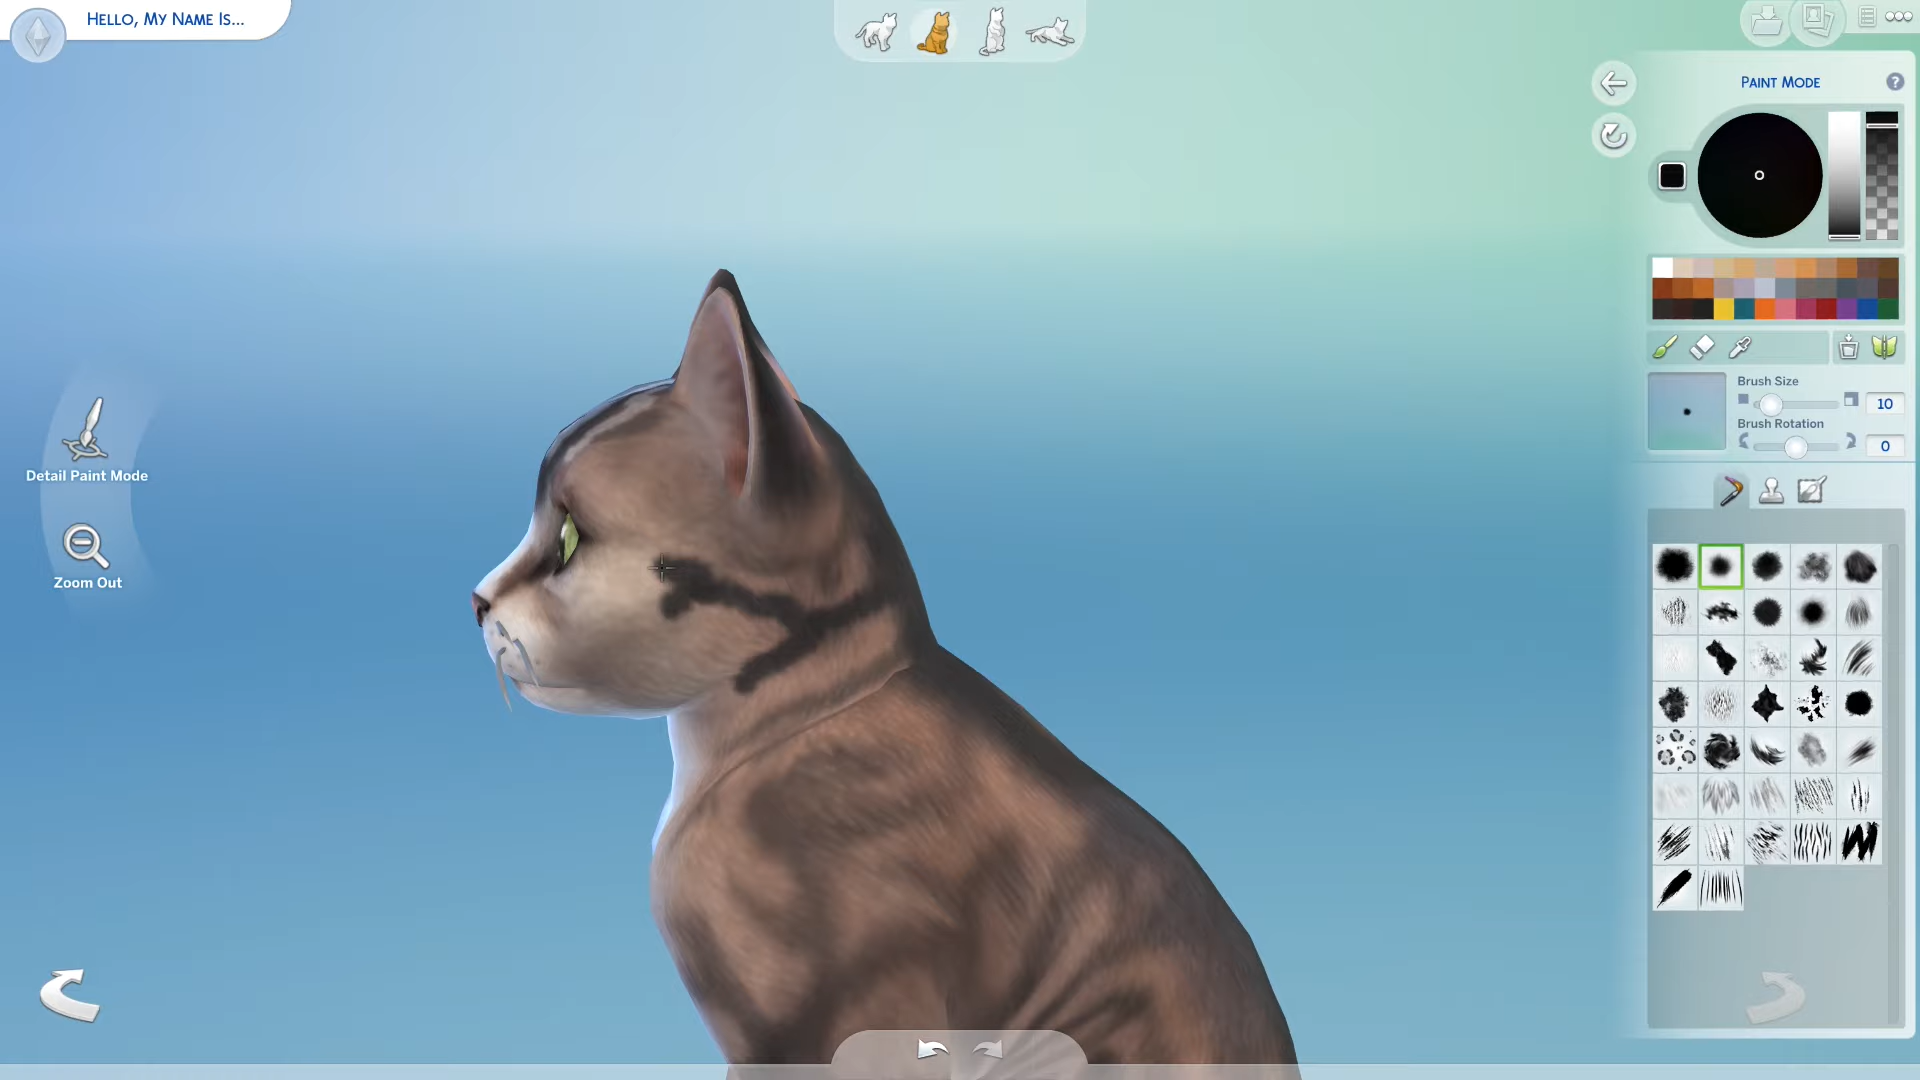 Hello, My Name Is...
Paint Mode
?
Brush Size
10
Brush Rotation
0
Detail Paint Mode
Zoom Out